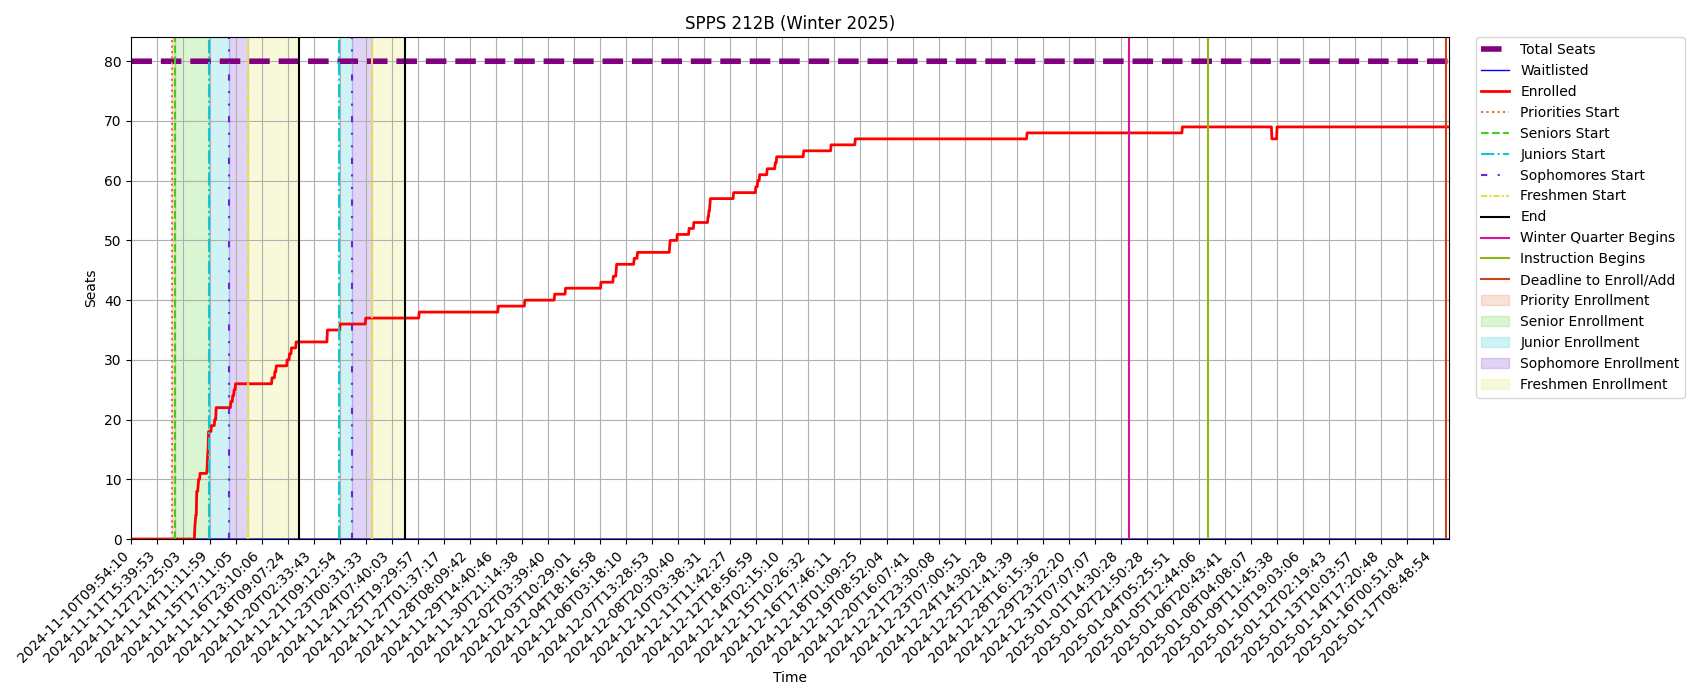 SPPS 212B (Winter 2025)
Seats
80
70
60
50
40
30
20
10
0
2024-11-10T09:54:10
2024-11-11T15:39:53
2024-11-12T21:25:03
2024-11-14T11:11:59
2024-11-15T17:11:05
2024-11-16T23:10:06
2024-11-18T09:07:24
2024-11-20T02:33:43
2024-11-21T09:12:54
2024-11-23T00:31:33
2024-11-24T07:40:03
2024-11-25T19:29:57
2024-11-27T01:37:17
2024-11-28T08:09:42
2024-11-29T14:40:46
2024-11-30T21:14:38
2024-12-02T03:39:40
2024-12-03T10:29:01
2024-12-04T18:16:58
2024-12-06T03:18:10
2024-12-07T13:28:53
2024-12-08T20:30:40
2024-12-10T03:38:31
2024-12-11T11:42:27
2024-12-12T18:56:59
2024-12-14T02:15:10
2024-12-15T10:26:32
2024-12-16T17:46:11
2024-12-18T01:09:25
2024-12-19T08:52:04
2024-12-20T16:07:41
2024-12-21T23:30:08
2024-12-23T07:00:51
2024-12-24T14:30:28
2024-12-25T21:41:39
2024-12-28T16:15:36
2024-12-29T23:22:20
2024-12-31T07:07:07
2025-01-01T14:30:28
2025-01-02T21:50:28
2025-01-04T05:25:51
2025-01-05T12:44:06
2025-01-06T20:43:41
2025-01-08T04:08:07
2025-01-09T11:45:38
2025-01-10T19:03:06
2025-01-12T02:19:43
2025-01-13T10:03:57
2025-01-14T17:20:48
2025-01-16T00:51:04
2025-01-17T08:48:54
Time
Total Seats
Waitlisted
Enrolled
Priorities Start
Seniors Start
Juniors Start
Sophomores Start
Freshmen Start
End
Winter Quarter Begins
Instruction Begins
Deadline to Enroll/Add
Priority Enrollment
Senior Enrollment
Junior Enrollment
Sophomore Enrollment
Freshmen Enrollment